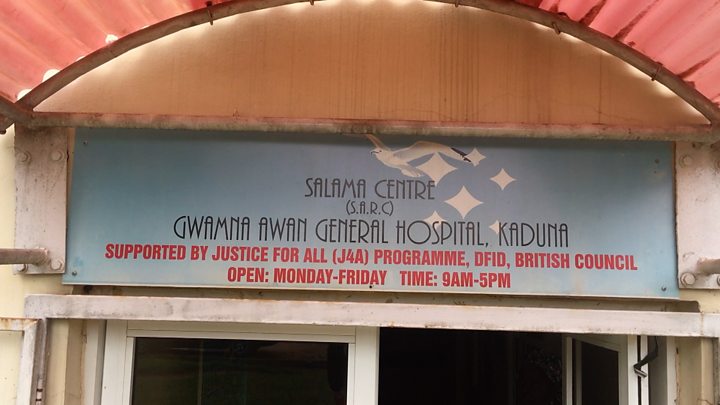 SALAMA CENTRE
(S.A.R.C)
GWAMNA AWAN GENERAL HOSPITAL, KADUNA
SUPPORTED BY JUSTICE FOR ALL (J4A) PROGRAMME, DFID, BRITISH COUNCIL
OPEN: MONDAY-FRIDAY TIME: 9AM-5PM